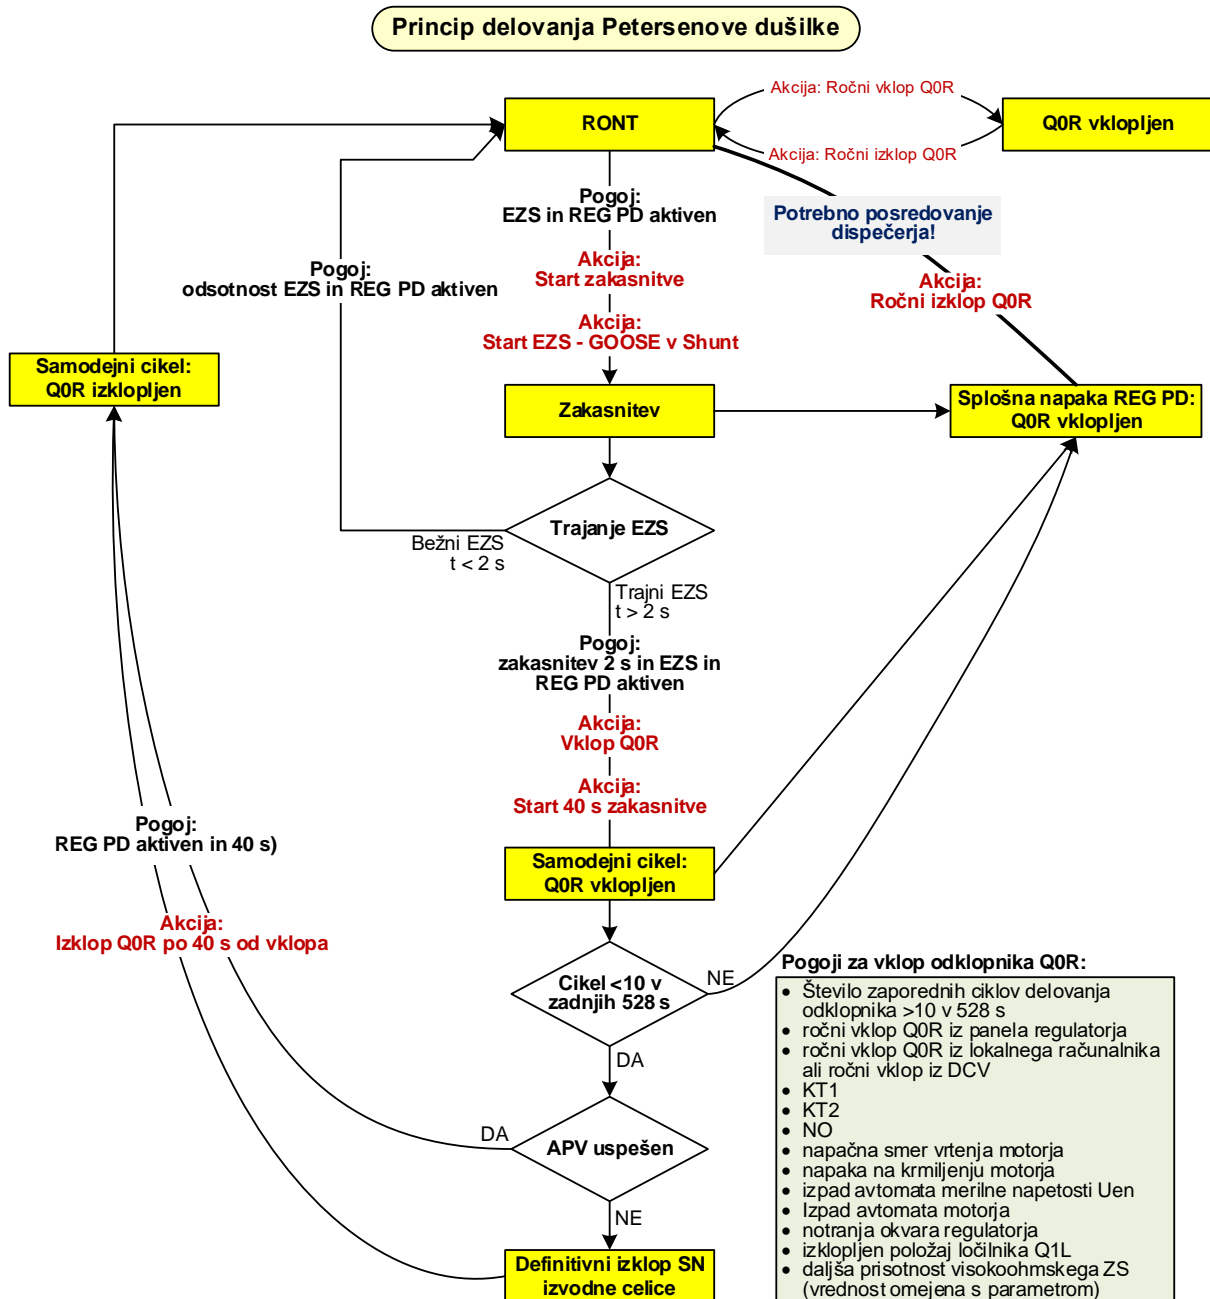 Princip delovanja Petersenove dušilke
Akcija: Ročni vklop Q0R
RONT
Q0R vklopljen
Akcija: Ročni izklop Q0R
Pogoj:
EZS in REG PD aktiven
Potrebno posredovanje
dispečerja!
Akcija:
Start zakasnitve
Pogoj:
odsotnost EZS in REG PD aktiven
Akcija:
Ročni izklop Q0R
Akcija:
Start EZS - GOOSE v Shunt
Samodejni cikel:
Q0R izklopljen
Zakasnitev
Splošna napaka REG PD:
Q0R vklopljen
Trajanje EZS
Bežni EZS
t < 2 s
Trajni EZS
t > 2 s
Pogoj:
zakasnitev 2 s in EZS in
REG PD aktiven
Akcija:
Vklop Q0R
Akcija:
Start 40 s zakasnitve
Pogoj:
REG PD aktiven in 40 s)
Samodejni cikel:
Q0R vklopljen
Akcija:
Izklop Q0R po 40 s od vklopa
Cikel <10 v
zadnjih 528 s
NE
DA
APV uspešen
DA
NE
Definitivni izklop SN
izvodne celice
Pogoji za vklop odklopnika Q0R:
• Število zaporednih ciklov delovanja
odklopnika >10 v 528 s
• ročni vklop Q0R iz panela regulatorja
• ročni vklop Q0R iz lokalnega računalnika
ali ročni vklop iz DCV
• KT1
• KT2
• NO
• napačna smer vrtenja motorja
• napaka na krmiljenju motorja
• izpad avtomata merilne napetosti Uen
• Izpad avtomata motorja
• notranja okvara regulatorja
• izklopljen položaj ločilnika Q1L
• daljša prisotnost visokoohmskega ZS
(vrednost omejena s parametrom)